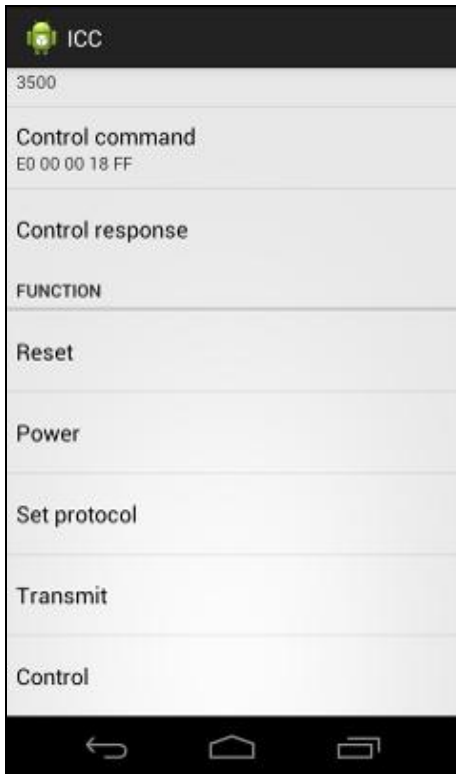 ICC
3500
Control command
E0 00 00 18 FF
Control response
FUNCTION
Reset
Power
Set protocol
Transmit
Control